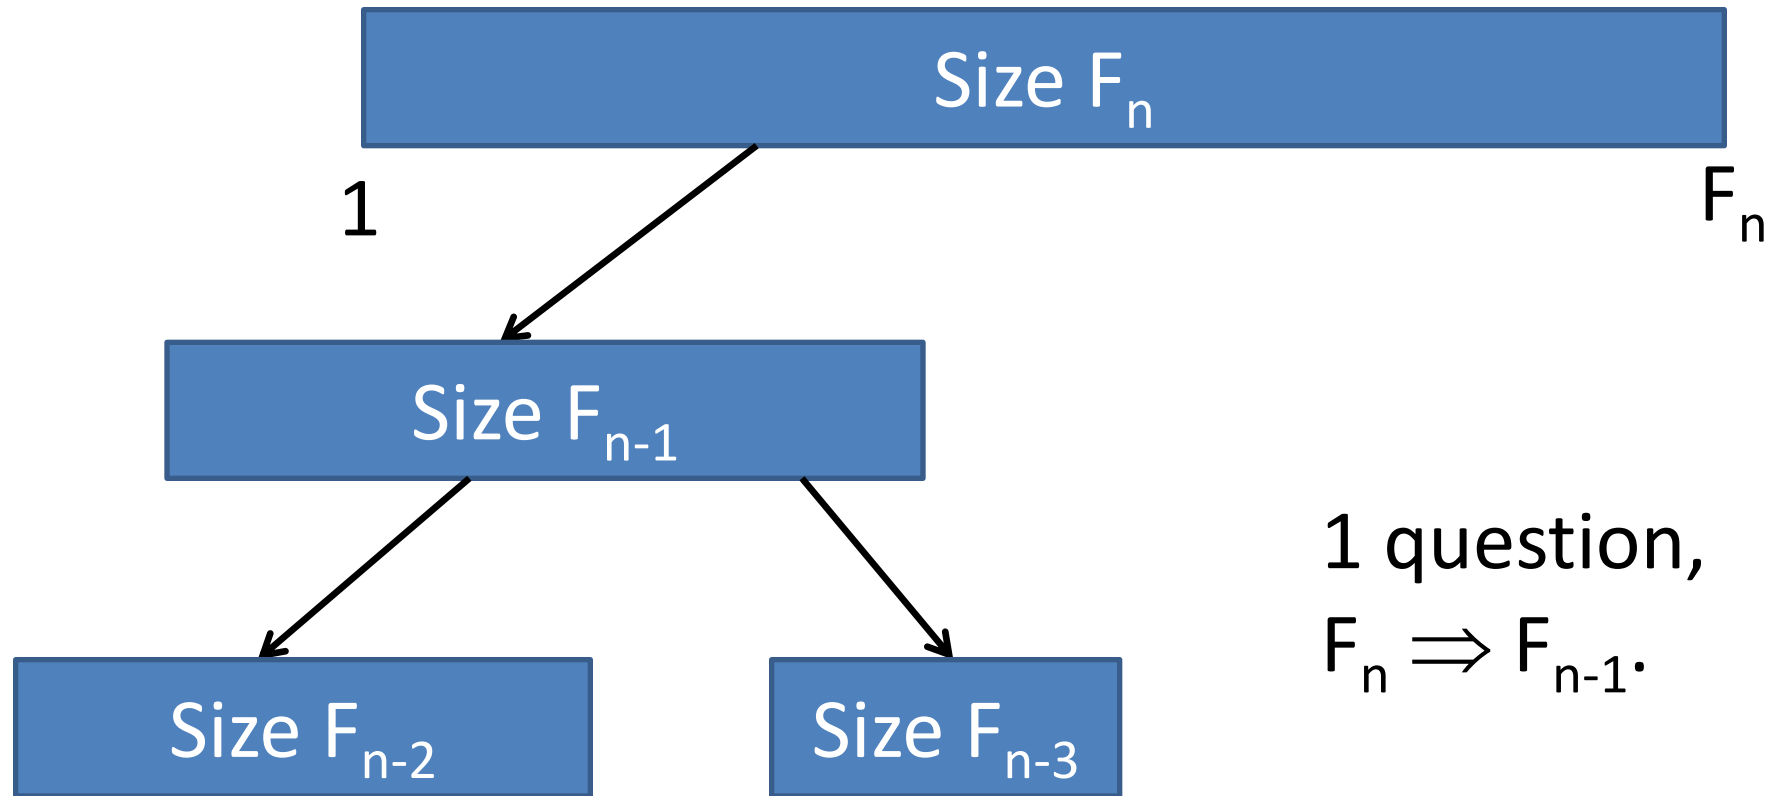 Size Fₙ
1
Fₙ
Size Fₙ₋₁
1 question,
Fₙ ⇒ Fₙ₋₁.
Size Fₙ₋₂
Size Fₙ₋₃